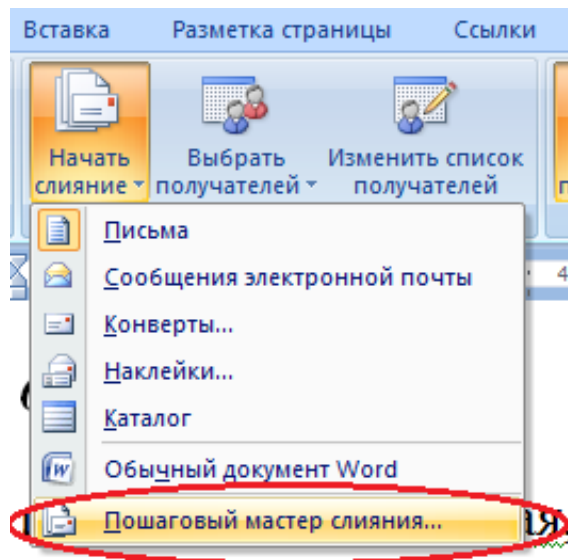 Вставка Разметка страницы Ссылки
Начать слияние Выбрать получателей Изменить список получателей
Письма
4
Сообщения электронной почты
Конверты...
Наклейки...
Каталог
Обычный документ Word
Пошаговый мастер слияния...